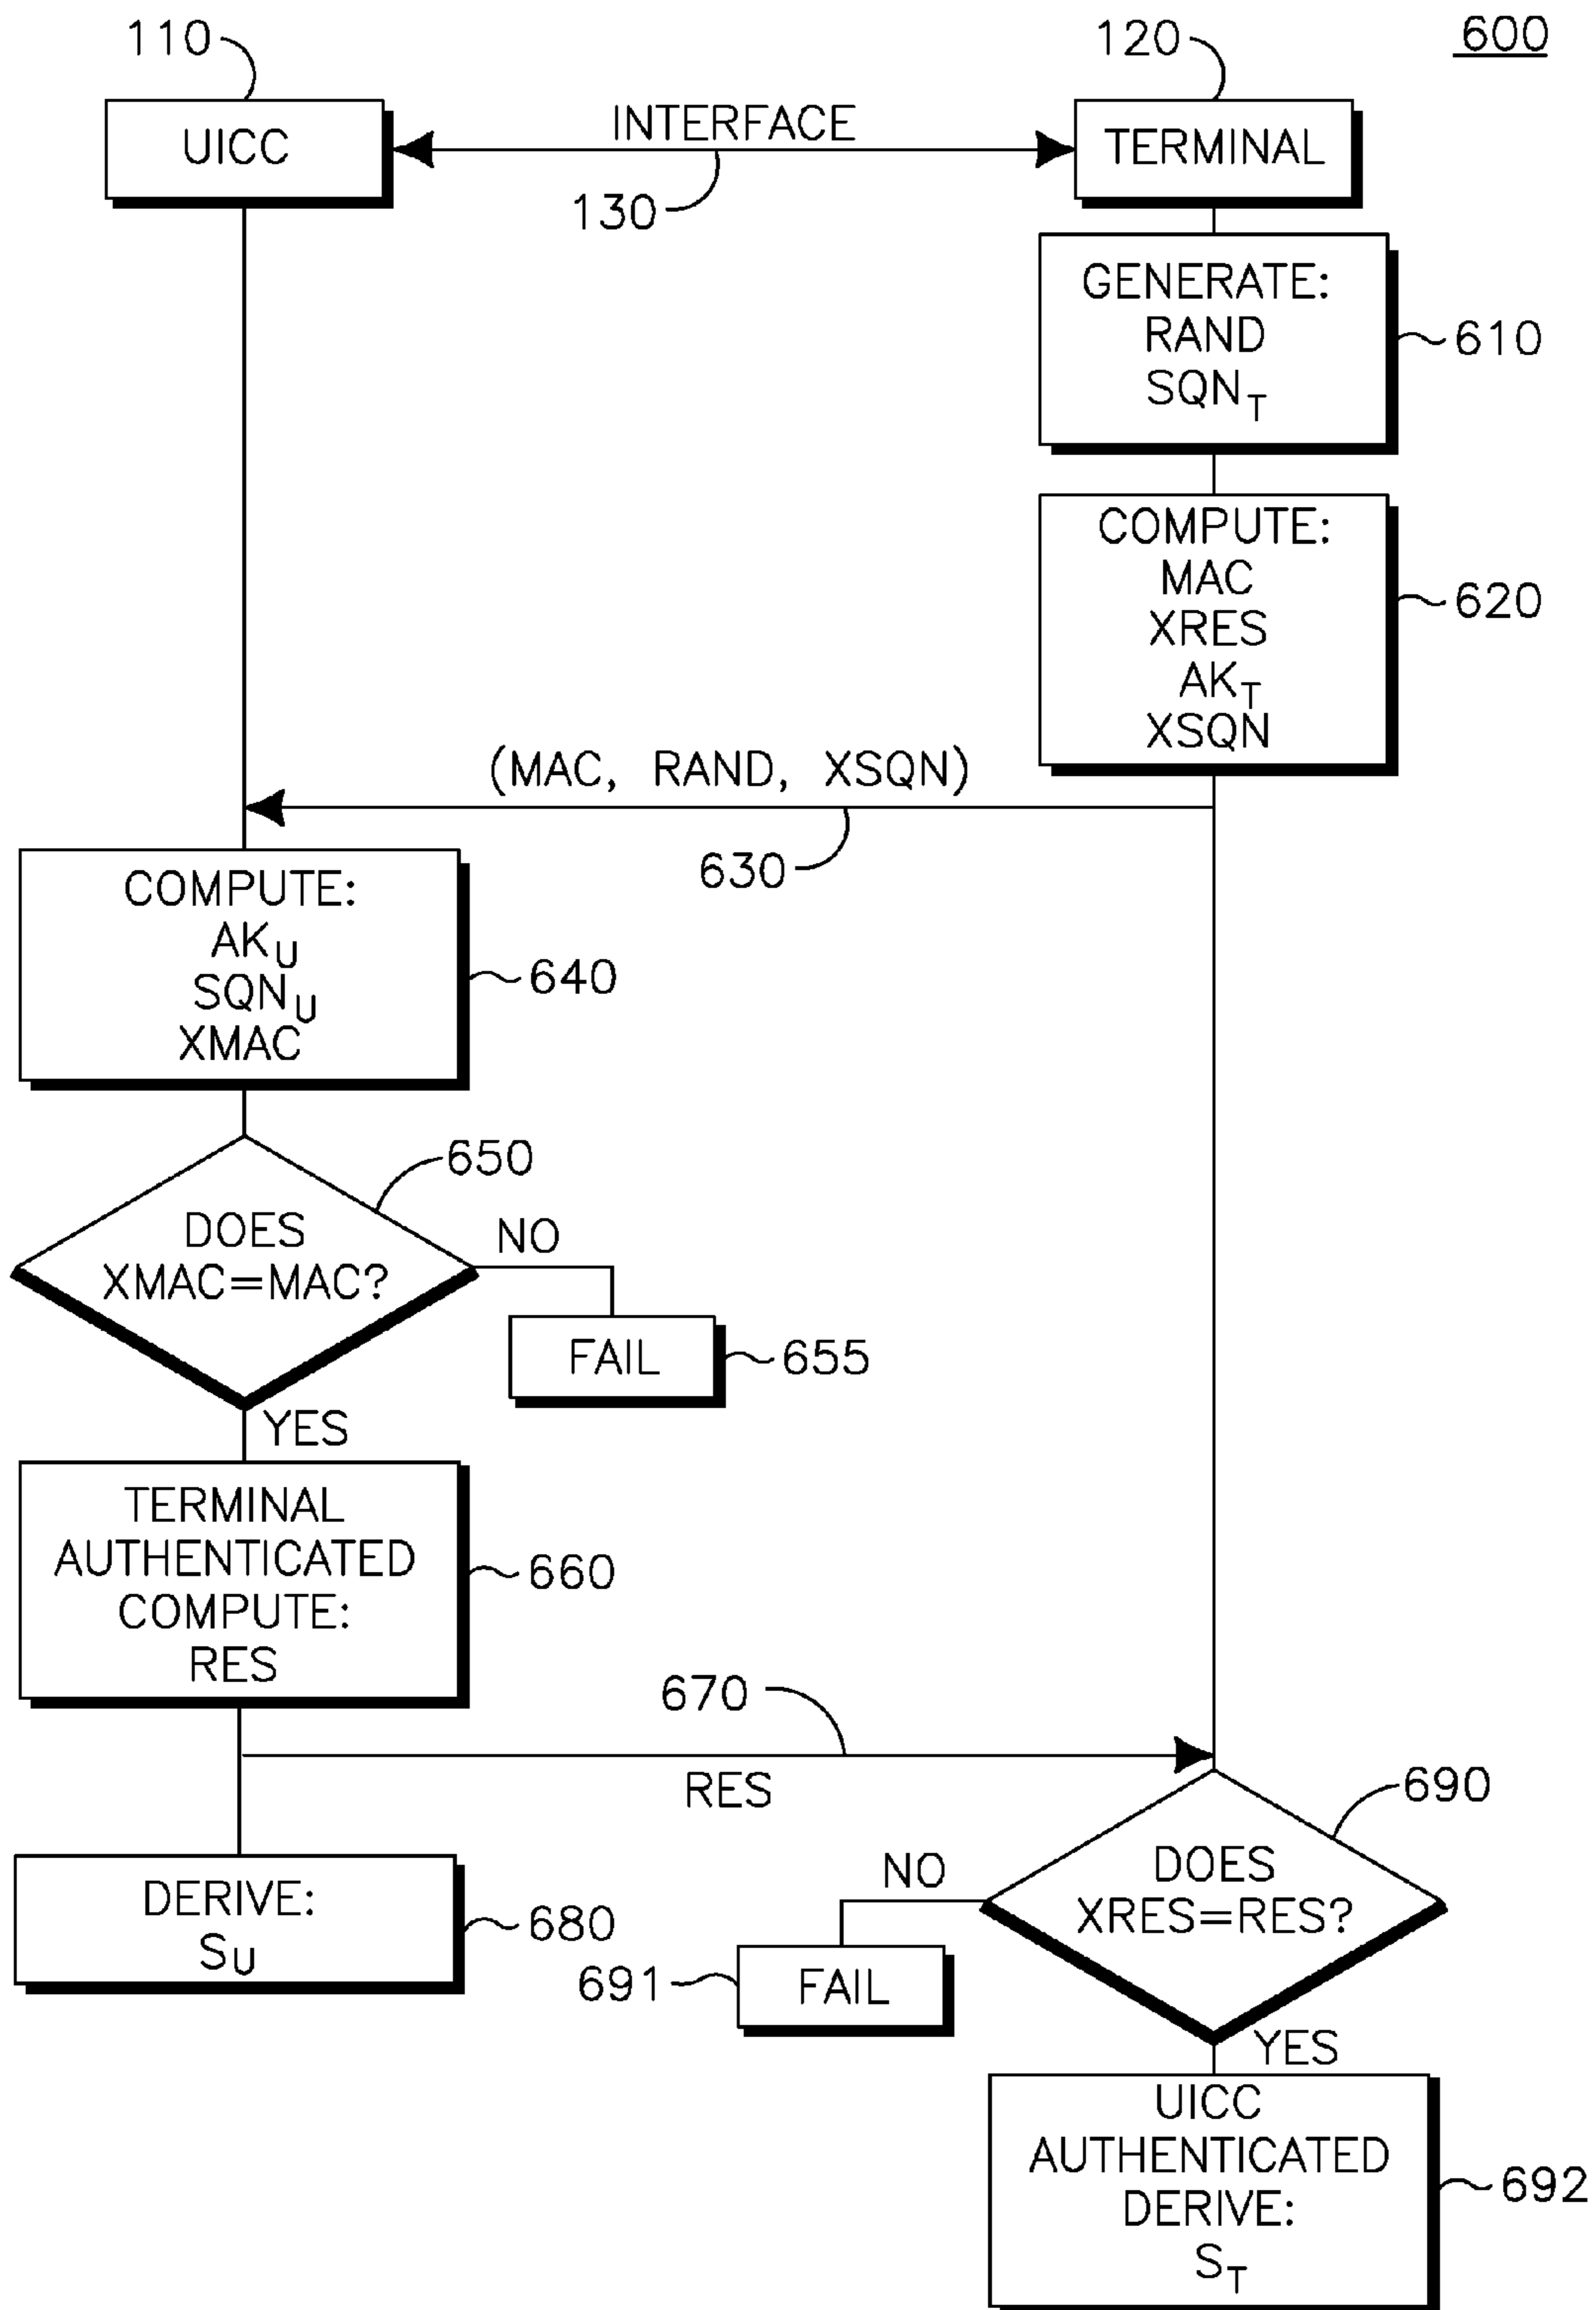 600
110
120
UICC
INTERFACE
TERMINAL
130
GENERATE:
RAND
SQN_T
610
COMPUTE:
MAC
XRES
AK_T
XSQN
620
(MAC, RAND, XSQN)
630
COMPUTE:
AK_U
SQN_U
XMAC
640
650
DOES
XMAC=MAC?
NO
FAIL
655
YES
TERMINAL
AUTHENTICATED
COMPUTE:
RES
660
670
RES
DERIVE:
S_U
680
690
DOES
XRES=RES?
NO
FAIL
691
YES
UICC
AUTHENTICATED
DERIVE:
S_T
692